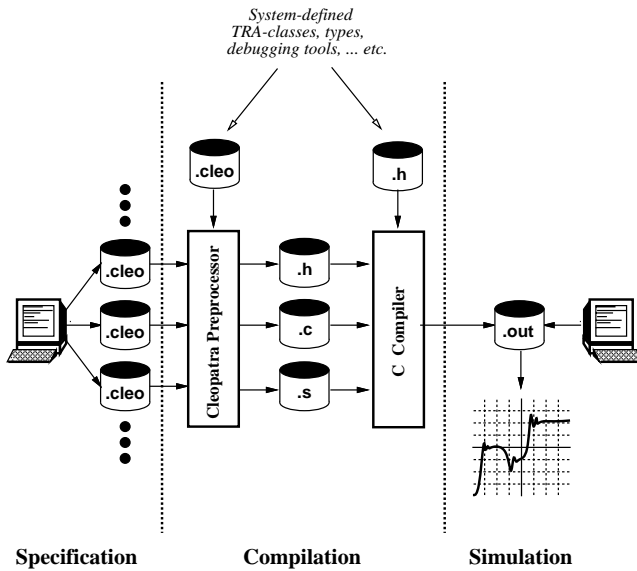 System-defined
TRA-classes, types,
debugging tools, ... etc.
.cleo
.h
.cleo
.h
.cleo
.c
.out
.cleo
.s
Cleopatra Preprocessor
C Compiler
Specification
Compilation
Simulation